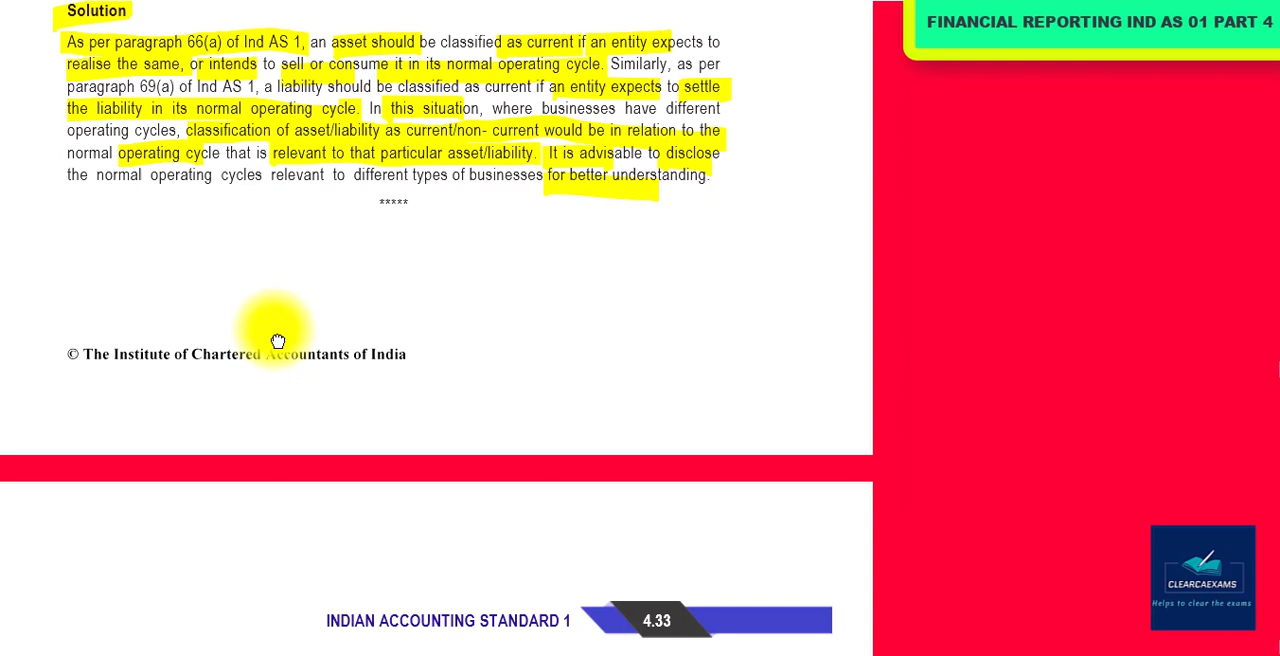 Solution
As per paragraph 66(a) of Ind AS 1, an asset should be classified as current if an entity expects to
realise the same, or intends to sell or consume it in its normal operating cycle. Similarly, as per
paragraph 69(a) of Ind AS 1, a liability should be classified as current if an entity expects to settle
the liability in its normal operating cycle. In this situation, where businesses have different
operating cycles, classification of asset/liability as current/non- current would be in relation to the
normal operating cycle that is relevant to that particular asset/liability. It is advisable to disclose
the normal operating cycles relevant to different types of businesses for better understanding.
*****
© The Institute of Chartered Accountants of India
INDIAN ACCOUNTING STANDARD 1
4.33
FINANCIAL REPORTING IND AS 01 PART 4
CLEARCAEXAMS
Helps to clear the exams